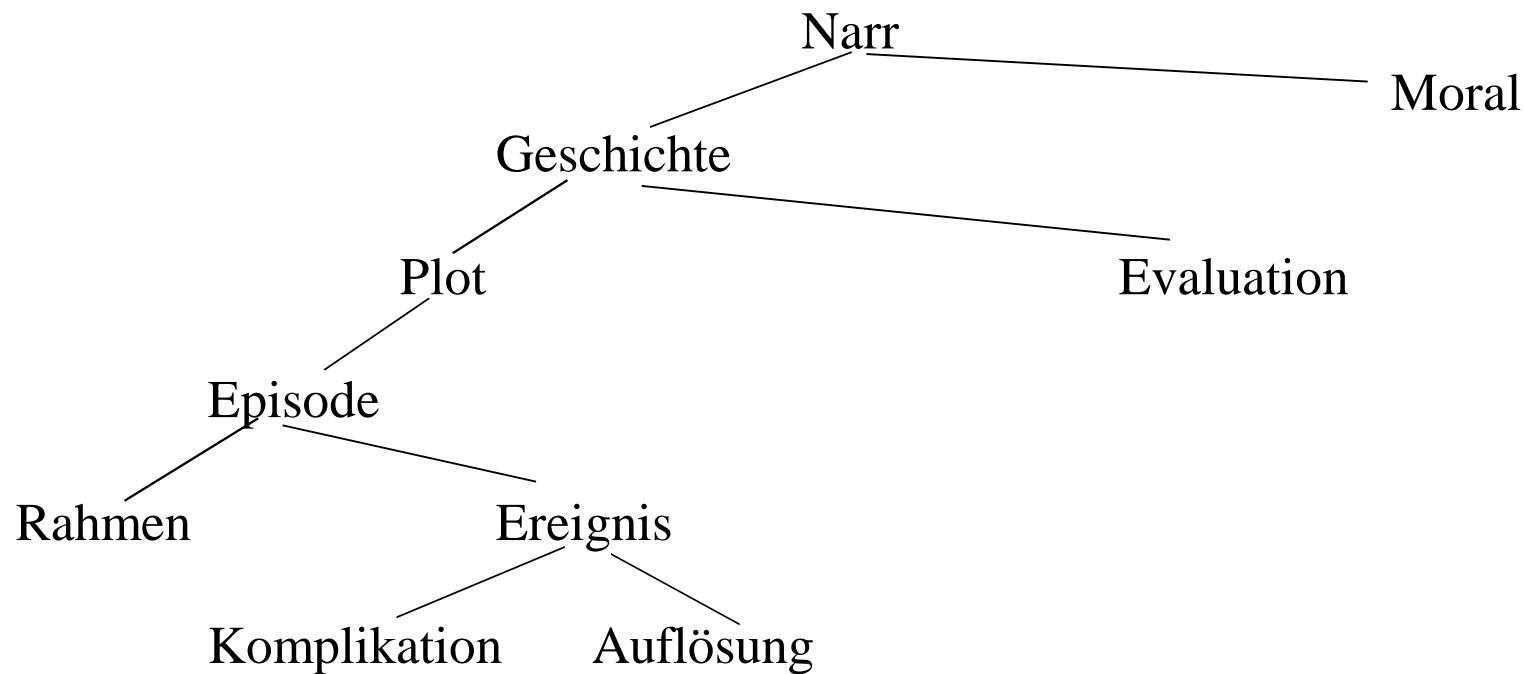 Narr
Moral
Geschichte
Plot
Evaluation
Episode
Rahmen
Ereignis
Komplikation
Auflösung